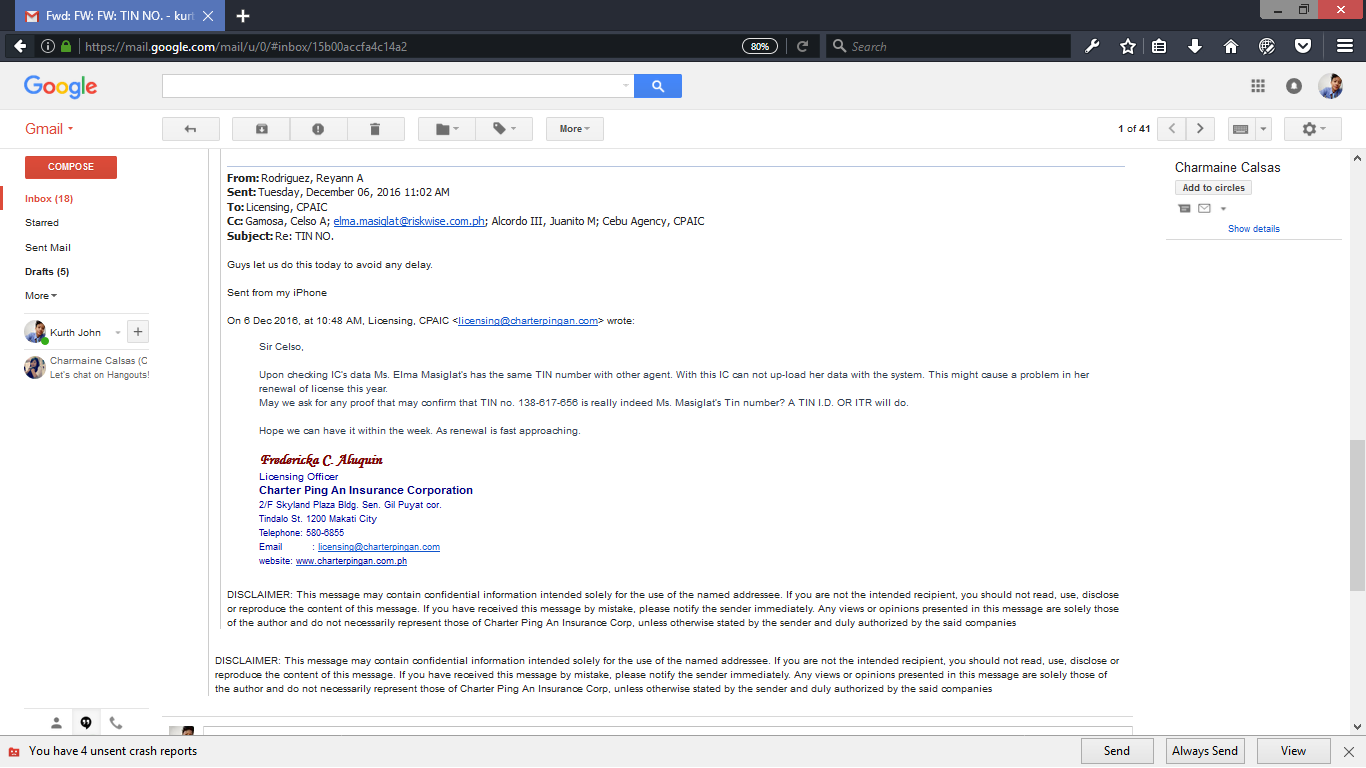 Fwd: FW: FW: TIN NO. - kurt
https://mail.google.com/mail/u/0/#inbox/15b00accfa4c14a2
80%
Search
Google
Gmail
More
1 of 41
COMPOSE
Inbox (18)
Starred
Sent Mail
Drafts (5)
More
Kurth John
Charmaine Calsas (C
Let's chat on Hangouts!
From: Rodriguez, Reyann A
Sent: Tuesday, December 06, 2016 11:02 AM
To: Licensing, CPAIC
Cc: Gamosa, Celso A; elma.masiglat@riskwise.com.ph; Alcordo III, Juanito M; Cebu Agency, CPAIC
Subject: Re: TIN NO.
Guys let us do this today to avoid any delay.
Sent from my iPhone
On 6 Dec 2016, at 10:48 AM, Licensing, CPAIC <licensing@charterpingan.com> wrote:
Sir Celso,
Upon checking IC's data Ms. Elma Masiglat's has the same TIN number with other agent. With this IC can not up-load her data with the system. This might cause a problem in her
renewal of license this year.
May we ask for any proof that may confirm that TIN no. 138-617-656 is really indeed Ms. Masiglat's Tin number? A TIN I.D. OR ITR will do.
Hope we can have it within the week. As renewal is fast approaching.
Fredericka C. Aluquin
Licensing Officer
Charter Ping An Insurance Corporation
2/F Skyland Plaza Bldg. Sen. Gil Puyat cor.
Tindalo St. 1200 Makati City
Telephone: 580-6855
Email : licensing@charterpingan.com
website: www.charterpingan.com.ph
DISCLAIMER: This message may contain confidential information intended solely for the use of the named addressee. If you are not the intended recipient, you should not read, use, disclose
or reproduce the content of this message. If you have received this message by mistake, please notify the sender immediately. Any views or opinions presented in this message are solely those
of the author and do not necessarily represent those of Charter Ping An Insurance Corp, unless otherwise stated by the sender and duly authorized by the said companies
DISCLAIMER: This message may contain confidential information intended solely for the use of the named addressee. If you are not the intended recipient, you should not read, use, disclose or
reproduce the content of this message. If you have received this message by mistake, please notify the sender immediately. Any views or opinions presented in this message are solely those of
the author and do not necessarily represent those of Charter Ping An Insurance Corp, unless otherwise stated by the sender and duly authorized by the said companies
Charmaine Calsas
Add to circles
Show details
You have 4 unsent crash reports
Send
Always Send
View